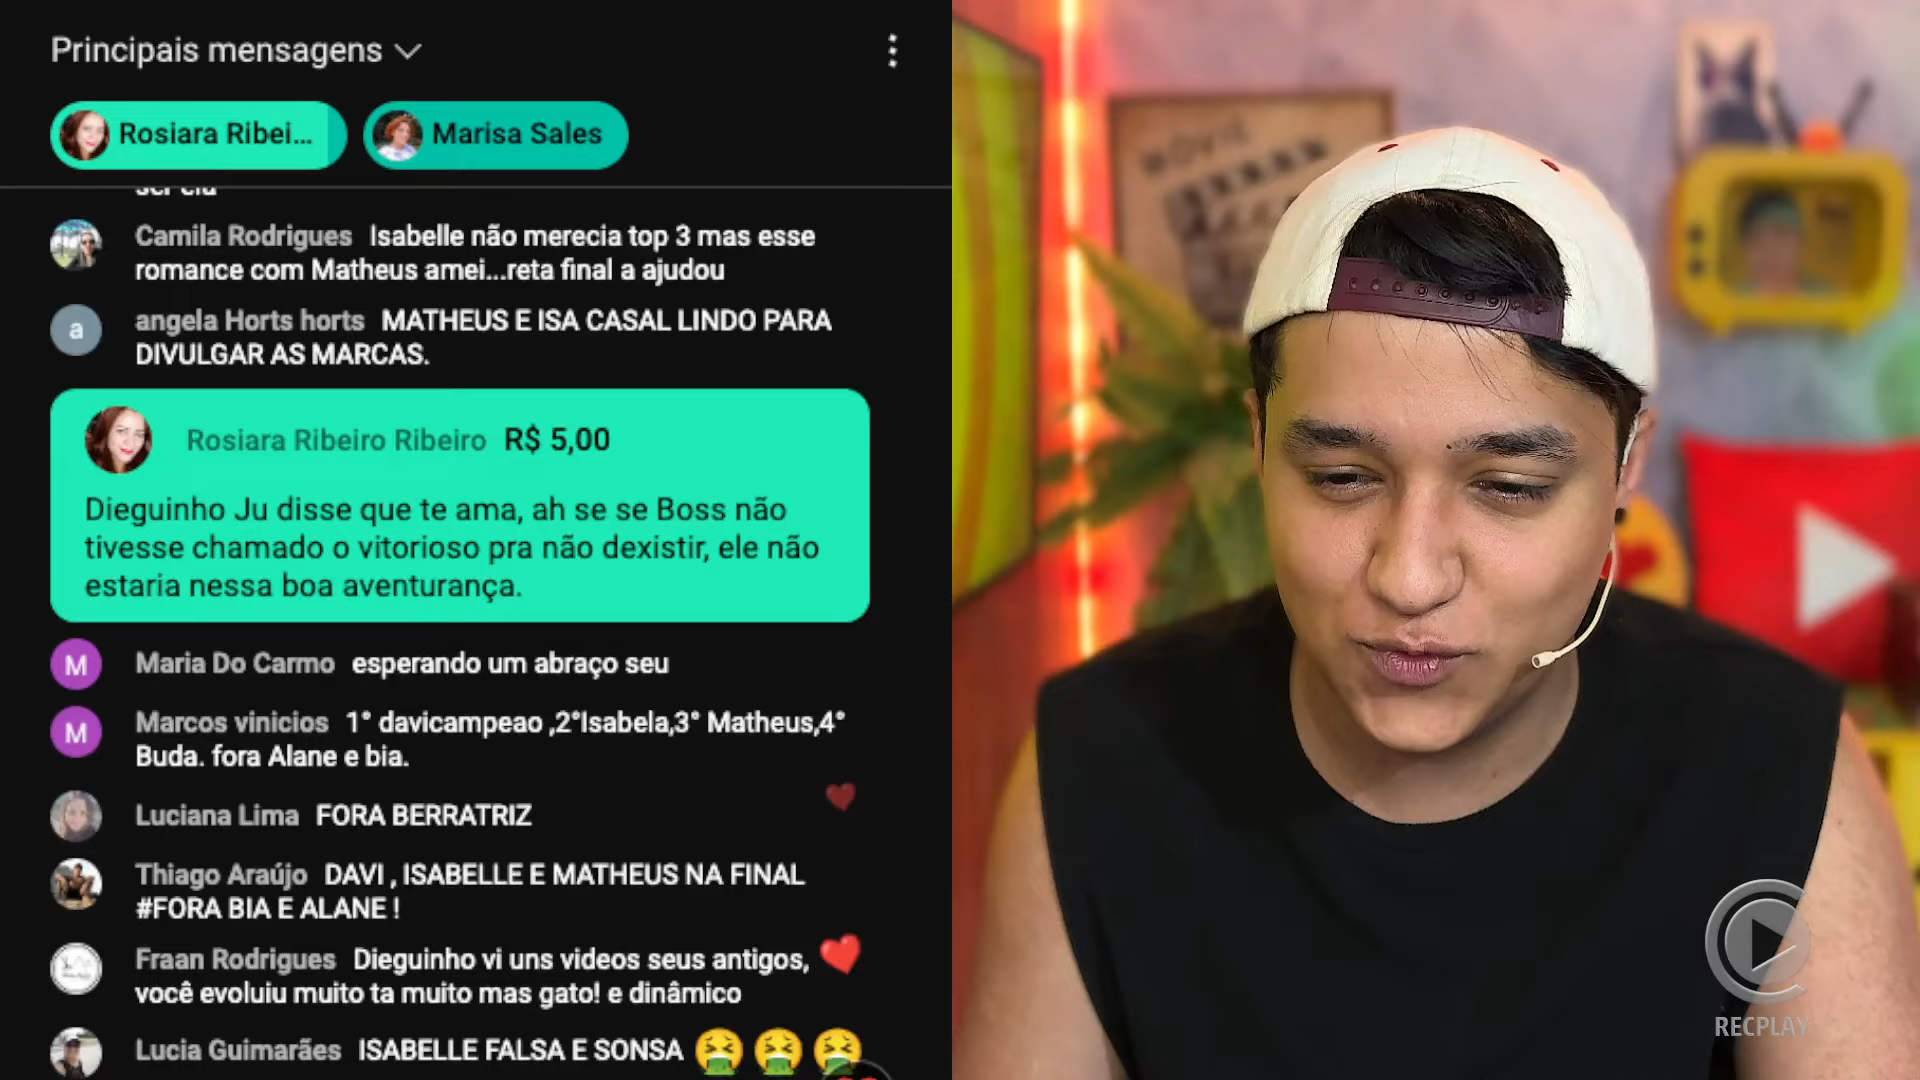 Principais mensagens
Rosiara Ribei...
Marisa Sales
Camila Rodrigues Isabelle não merecia top 3 mas esse
romance com Matheus amei...reta final a ajudou
a
angela Horts horts MATHEUS E ISA CASAL LINDO PARA
DIVULGAR AS MARCAS.
Rosiara Ribeiro Ribeiro R$ 5,00
Dieguinho Ju disse que te ama, ah se se Boss não
tivesse chamado o vitorioso pra não dexistir, ele não
estaria nessa boa aventurança.
M
Maria Do Carmo esperando um abraço seu
M
Marcos vinicios 1° davicampeao ,2°Isabela,3° Matheus,4°
Buda. fora Alane e bia.
Luciana Lima FORA BERRATRIZ
Thiago Araújo DAVI , ISABELLE E MATHEUS NA FINAL
#FORA BIA E ALANE !
Fraan Rodrigues Dieguinho vi uns videos seus antigos,
você evoluiu muito ta muito mas gato! e dinâmico
Lucia Guimarães ISABELLE FALSA E SONSA 🤮 🤮 🤮
RECPLAY